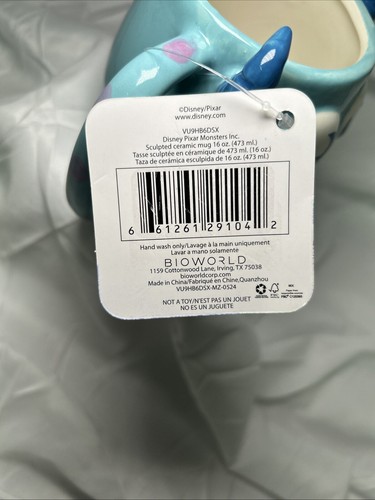 ©Disney/Pixar
www.disney.com
VU9HB6DSX
Disney Pixar Monsters Inc.
Sculpted ceramic mug 16 oz. (473 ml.)
Tasse sculptée en céramique de 473 ml. (16 oz.)
Taza de cerámica esculpida de 16 oz. (473 ml.)
6 61261 29104 2
Hand wash only/Lavage à la main uniquement
Lavar a mano solamente
BIOWORLD
1159 Cottonwood Lane, Irving, TX 75038
bioworldcorp.com
Made in China/Fabriqué en Chine,Quanzhou
VU9HB6DSX-MZ-0524
NOT A TOY/N'EST PAS UN JOUET
NO ES UN JUGUETE